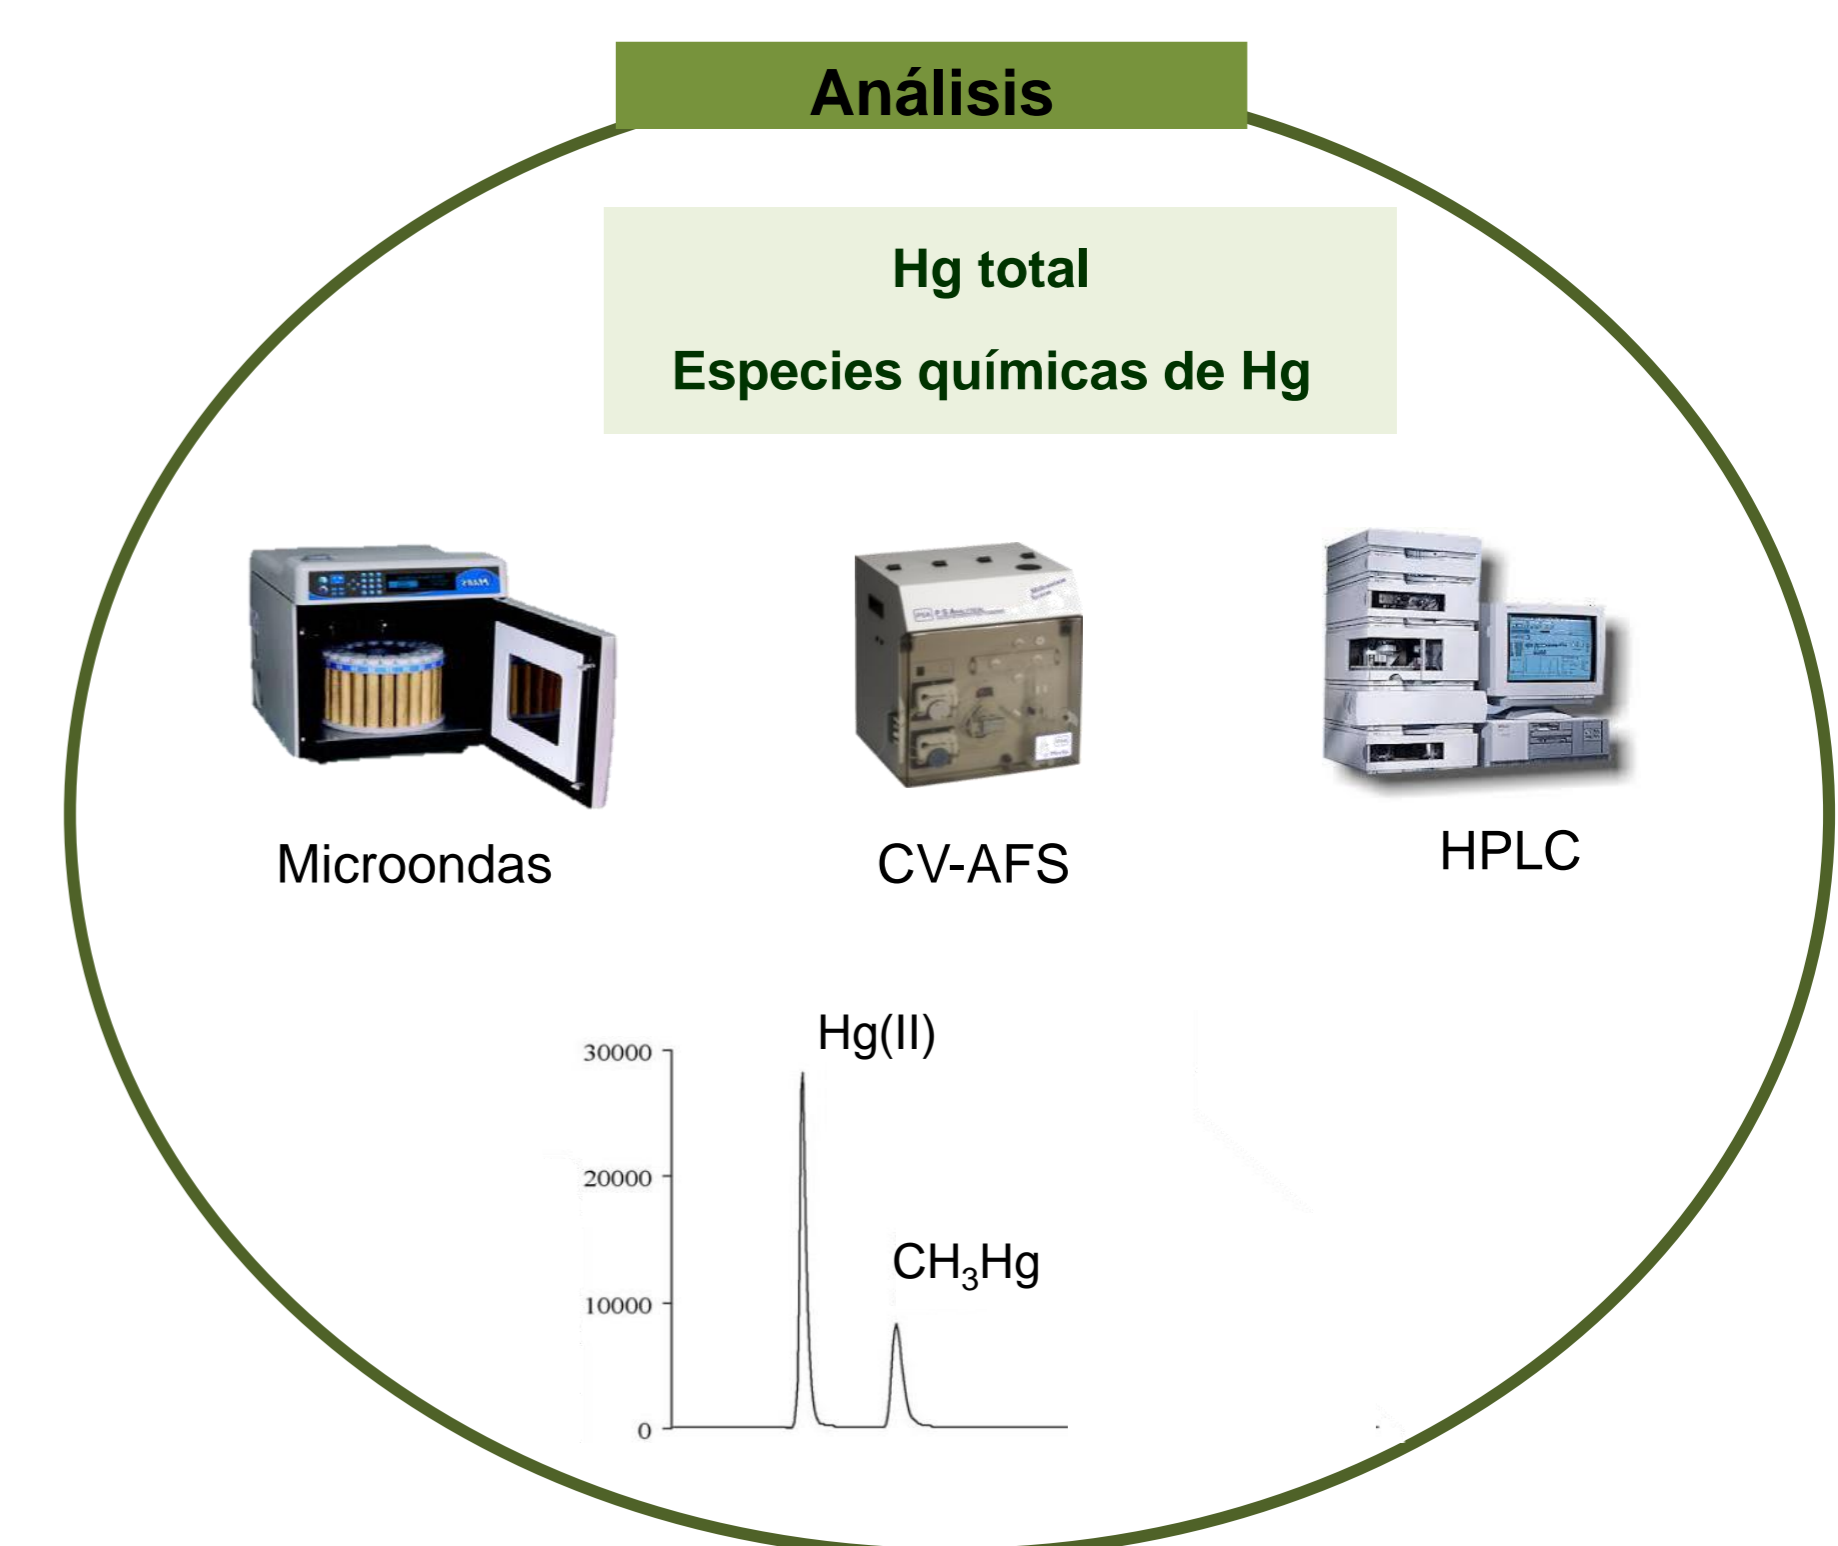 Análisis
Hg total
Especies químicas de Hg
Microondas
CV-AFS
HPLC
Hg(II)
30000
20000
CH₃Hg
10000
0